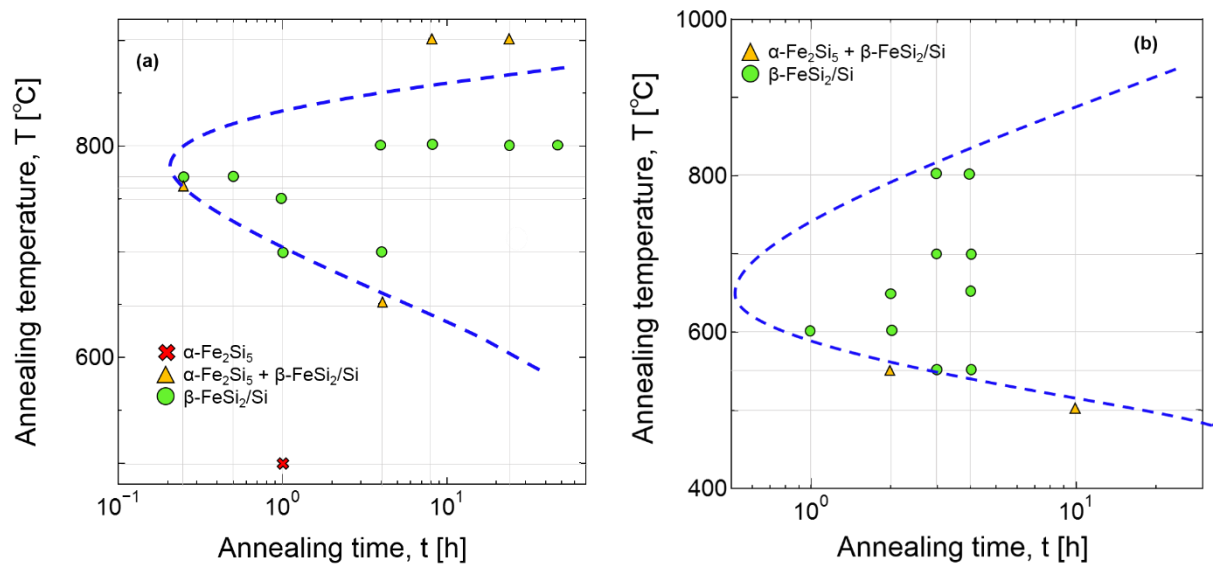 (a)
Annealing temperature, T [°C]
800
600
α-Fe₂Si₅
α-Fe₂Si₅ + β-FeSi₂/Si
β-FeSi₂/Si
10⁻¹
10⁰
10¹
Annealing time, t [h]
(b)
Annealing temperature, T [°C]
1000
800
600
400
α-Fe₂Si₅ + β-FeSi₂/Si
β-FeSi₂/Si
10⁰
10¹
Annealing time, t [h]